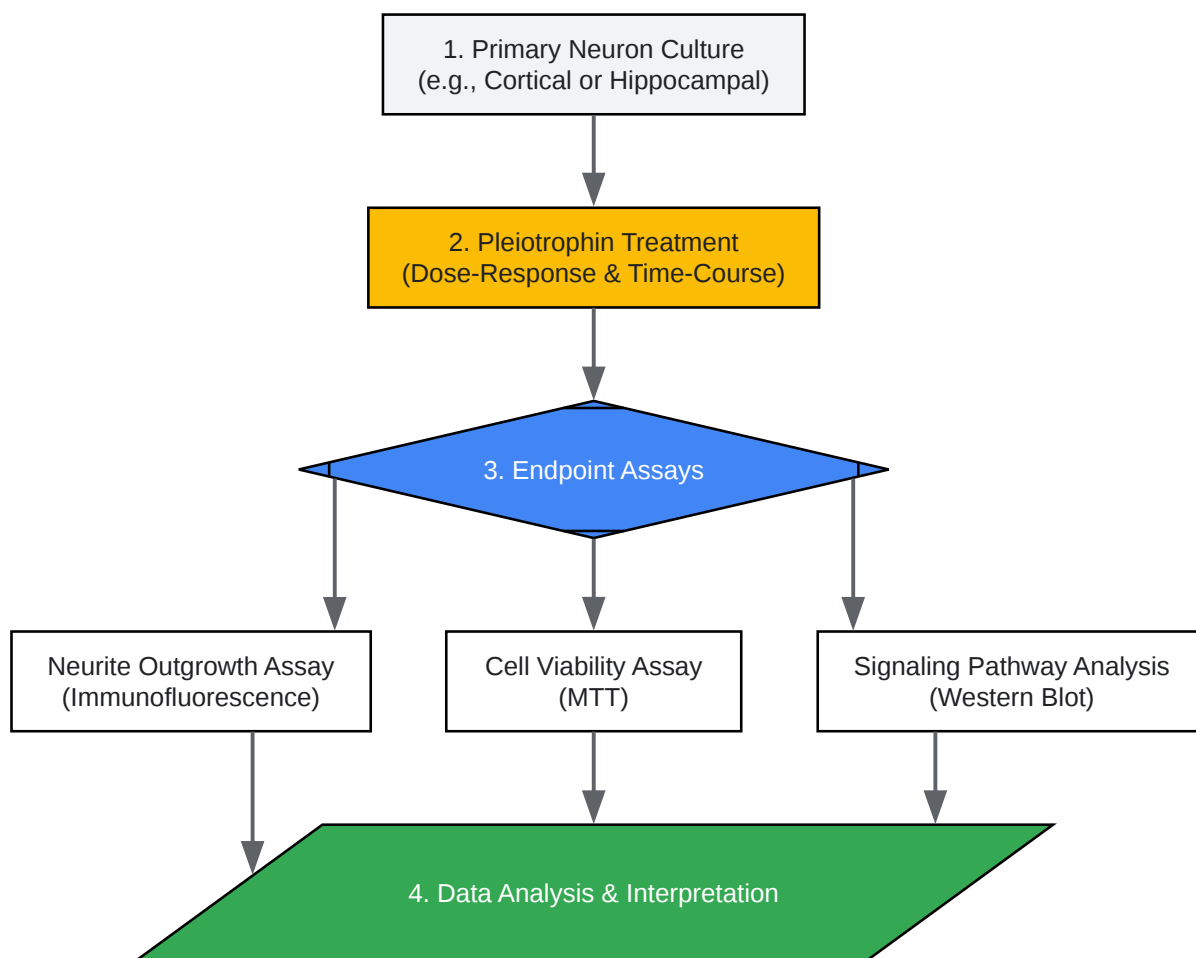 1. Primary Neuron Culture
(e.g., Cortical or Hippocampal)
2. Pleiotrophin Treatment
(Dose-Response & Time-Course)
3. Endpoint Assays
Neurite Outgrowth Assay
(Immunofluorescence)
Cell Viability Assay
(MTT)
Signaling Pathway Analysis
(Western Blot)
4. Data Analysis & Interpretation